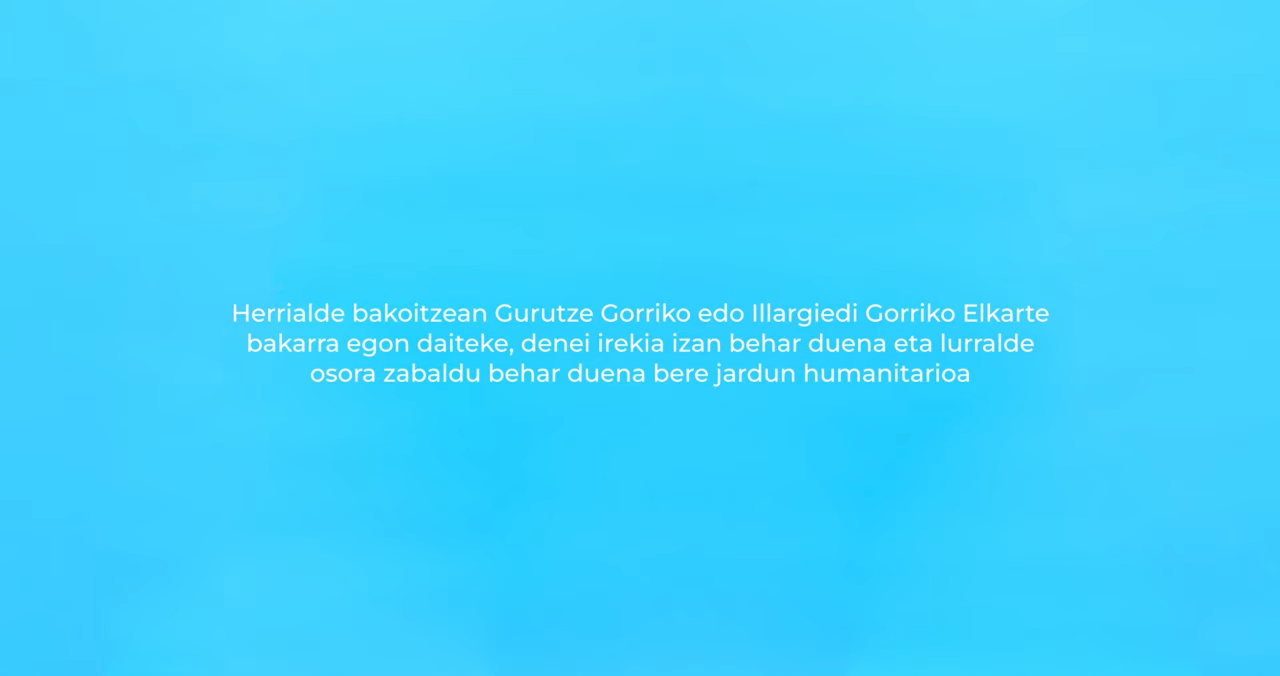 Herrialde bakoitzean Gurutze Gorriko edo Illargiedi Gorriko Elkarte
bakarra egon daiteke, denei irekia izan behar duena eta lurralde
osora zabaldu behar duena bere jardun humanitarioa